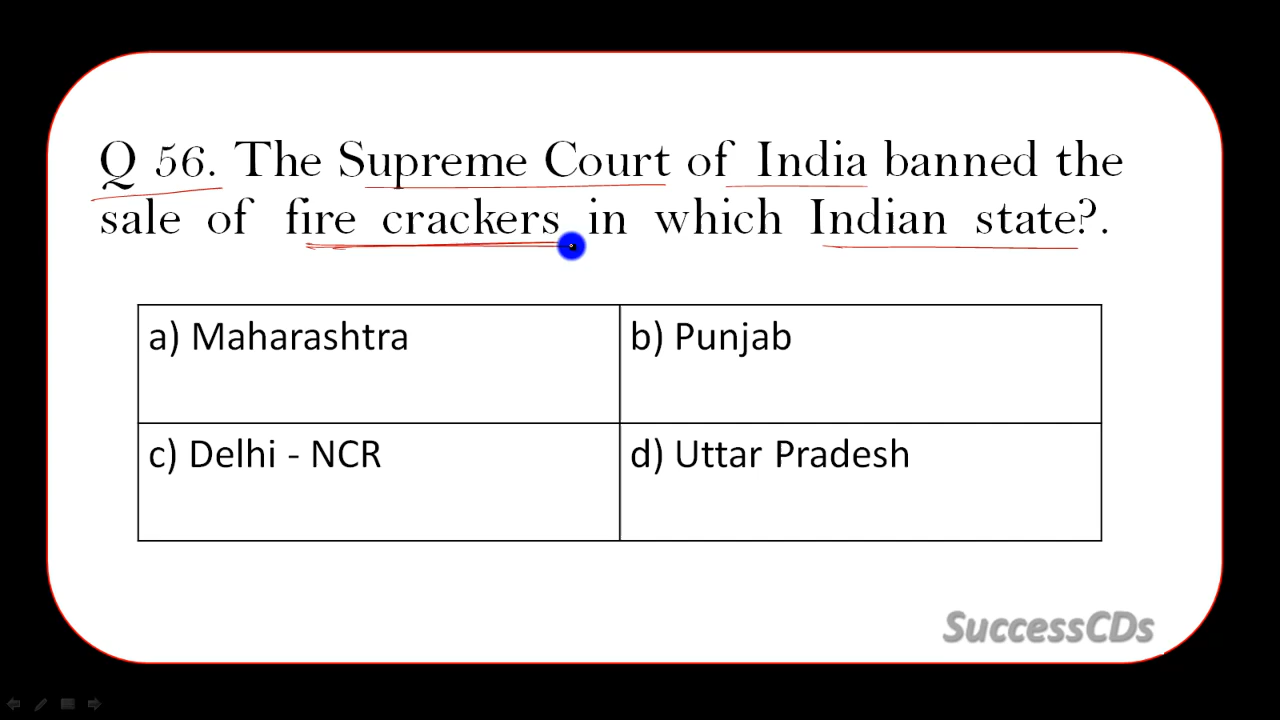 Q 56. The Supreme Court of India banned the
sale of fire crackers in which Indian state?.
a) Maharashtra
b) Punjab
c) Delhi - NCR
d) Uttar Pradesh
SuccessCDs